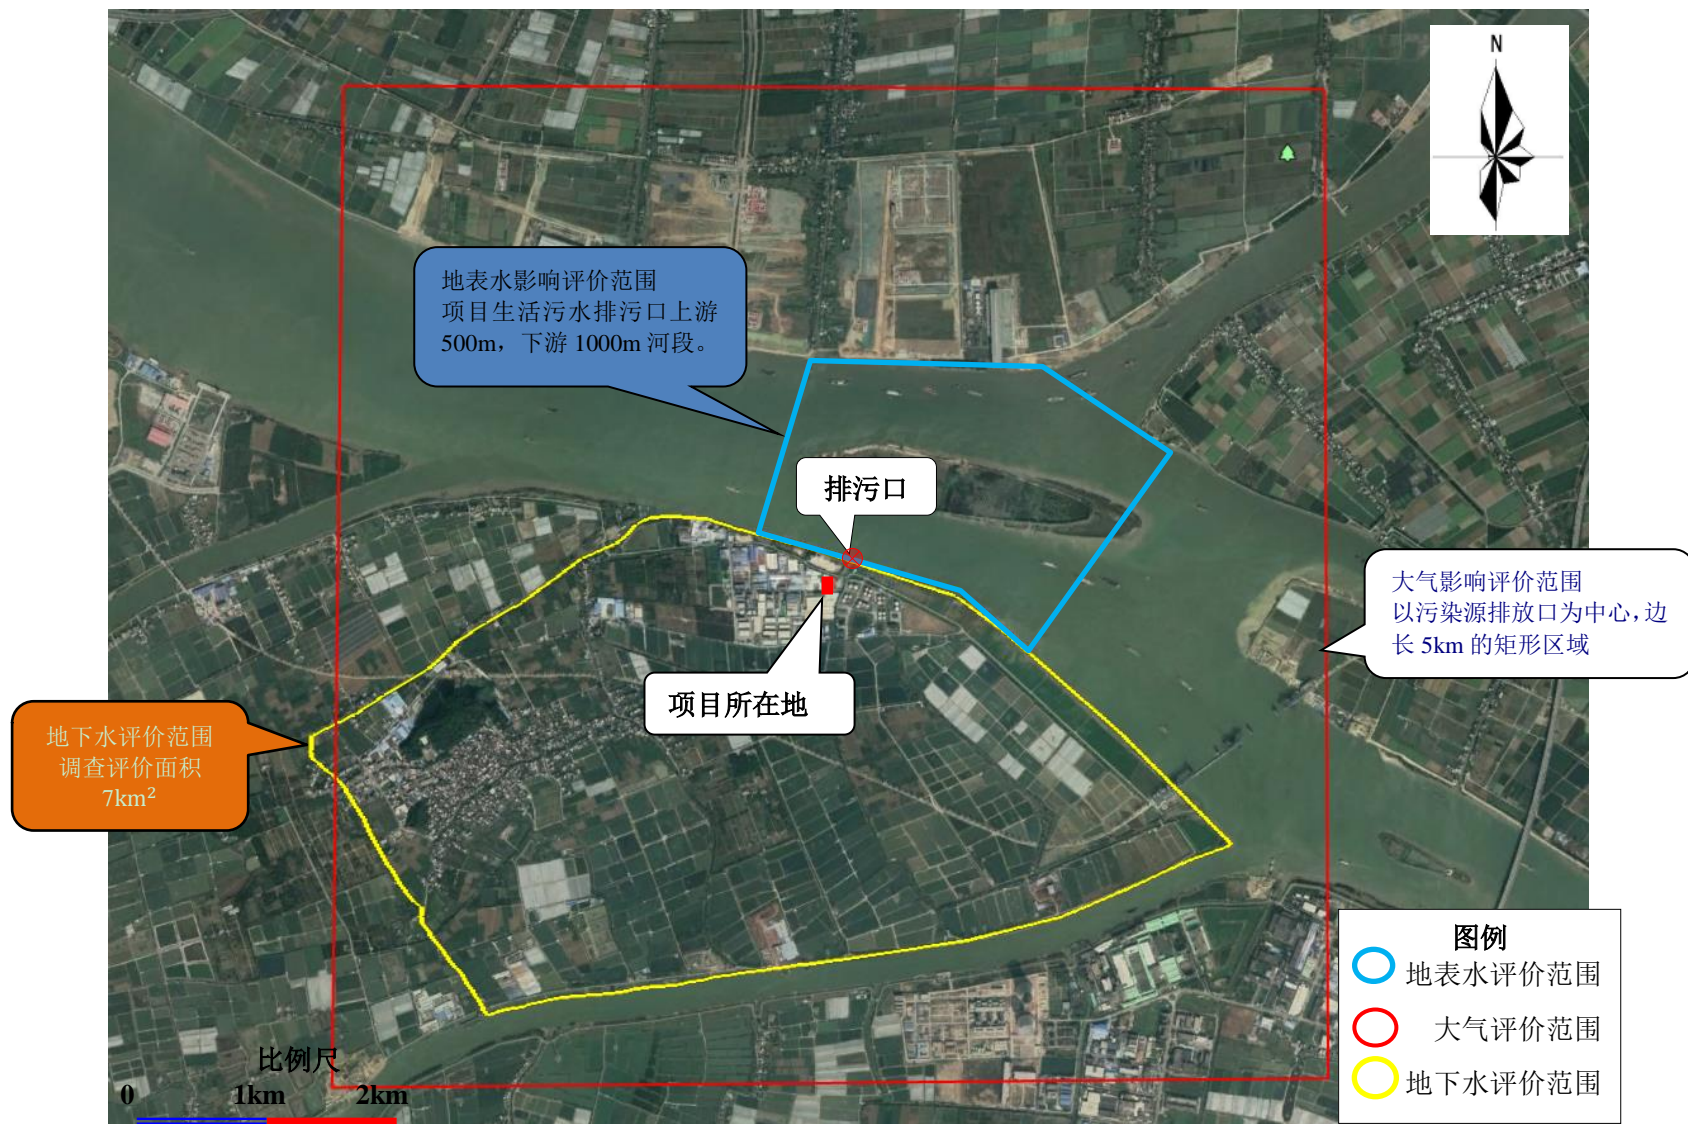 N
地表水影响评价范围
项目生活污水排污口上游
500m，下游 1000m 河段。
排污口
大气影响评价范围
以污染源排放口为中心，边
长 5km 的矩形区域
项目所在地
地下水评价范围
调查评价面积
7km²
图例
地表水评价范围
大气评价范围
地下水评价范围
比例尺
0 1km 2km